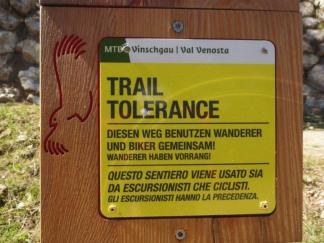 MTB Vinschgau | Val Venosta
TRAIL
TOLERANCE
DIESEN WEG BENUTZEN WANDERER
UND BIKER GEMEINSAM!
WANDERER HABEN VORRANG!
QUESTO SENTIERO VIENE USATO SIA
DA ESCURSIONISTI CHE CICLISTI.
GLI ESCURSIONISTI HANNO LA PRECEDENZA.